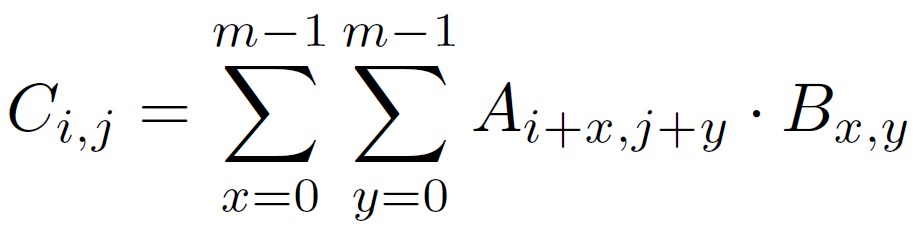 C_{i,j} = \sum_{x=0}^{m-1} \sum_{y=0}^{m-1} A_{i+x,j+y} \cdot B_{x,y}